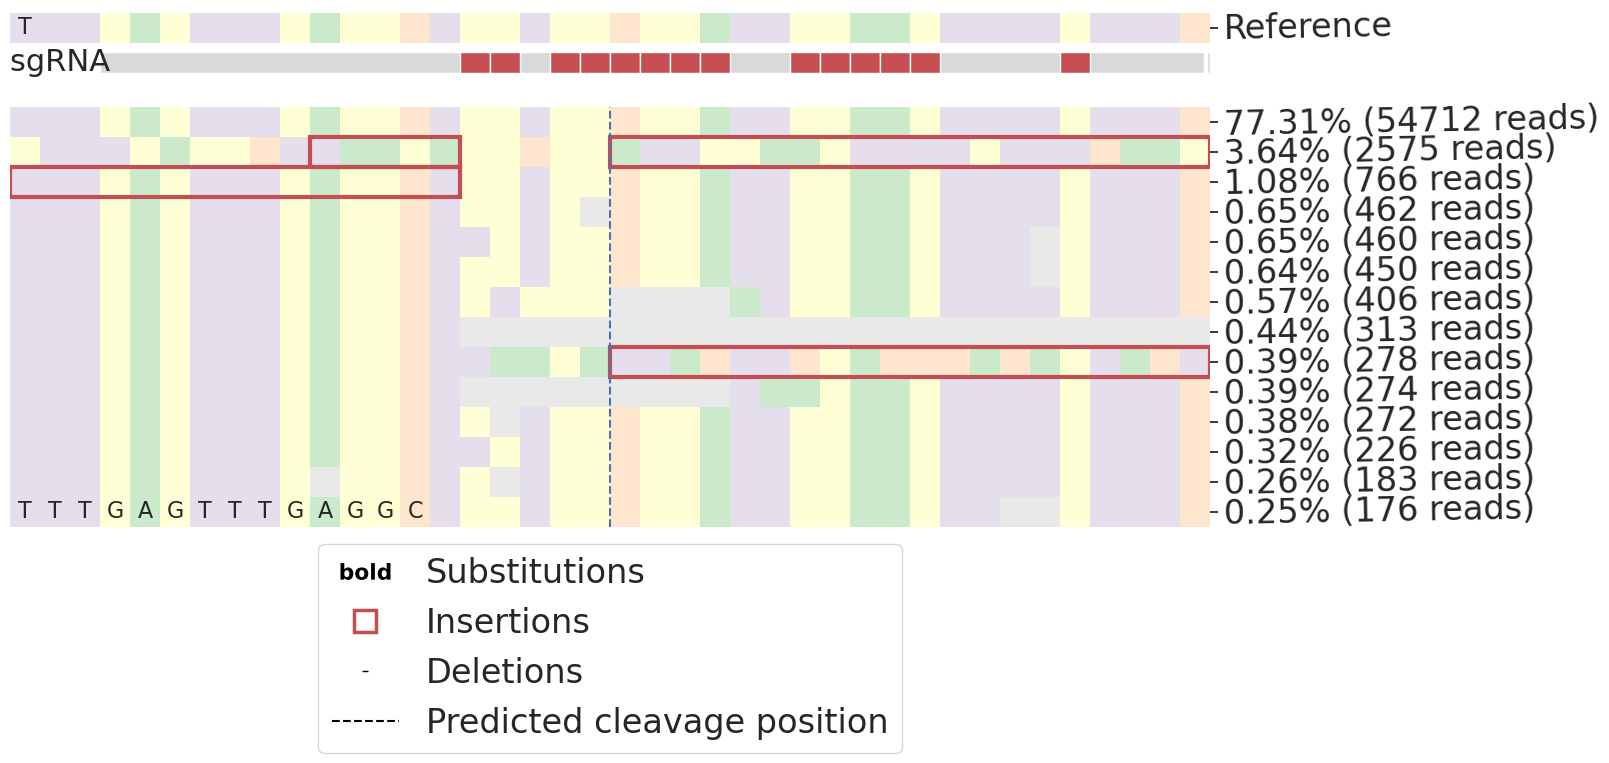 T Reference
sgRNA
77.31% (54712 reads)
3.64% (2575 reads)
1.08% (766 reads)
0.65% (462 reads)
0.65% (460 reads)
0.64% (450 reads)
0.57% (406 reads)
0.44% (313 reads)
0.39% (278 reads)
0.39% (274 reads)
0.38% (272 reads)
0.32% (226 reads)
0.26% (183 reads)
T T T G A G T T T G A G G C 0.25% (176 reads)
bold Substitutions
Insertions
- Deletions
Predicted cleavage position